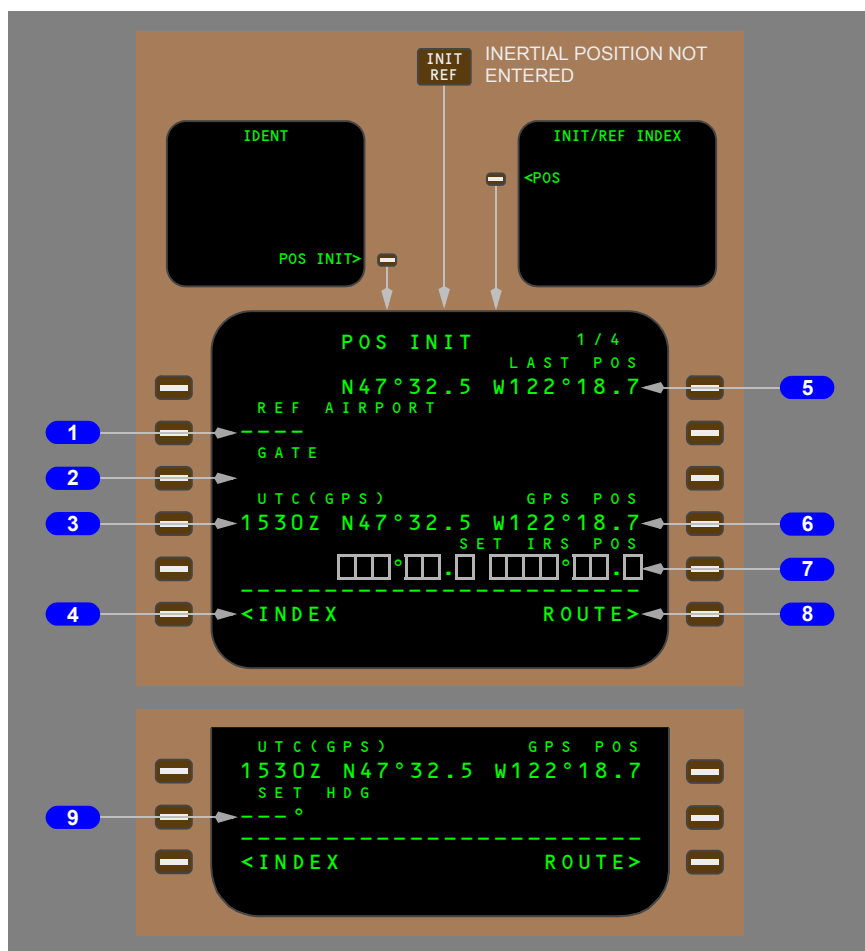 INIT
REF
INERTIAL POSITION NOT
ENTERED
IDENT
POS INIT>
INIT/REF INDEX
<POS
POS INIT 1/4
LAST POS
N47°32.5 W122°18.7
5
REF AIRPORT
1
----
GATE
2
UTC(GPS) GPS POS
3
1530Z N47°32.5 W122°18.7
6
SET IRS POS
□□□°□□.□ □□□□°□□.□
7
--------------------------
4
<INDEX ROUTE>
8
UTC(GPS) GPS POS
1530Z N47°32.5 W122°18.7
SET HDG
9
---°
--------------------------
<INDEX ROUTE>